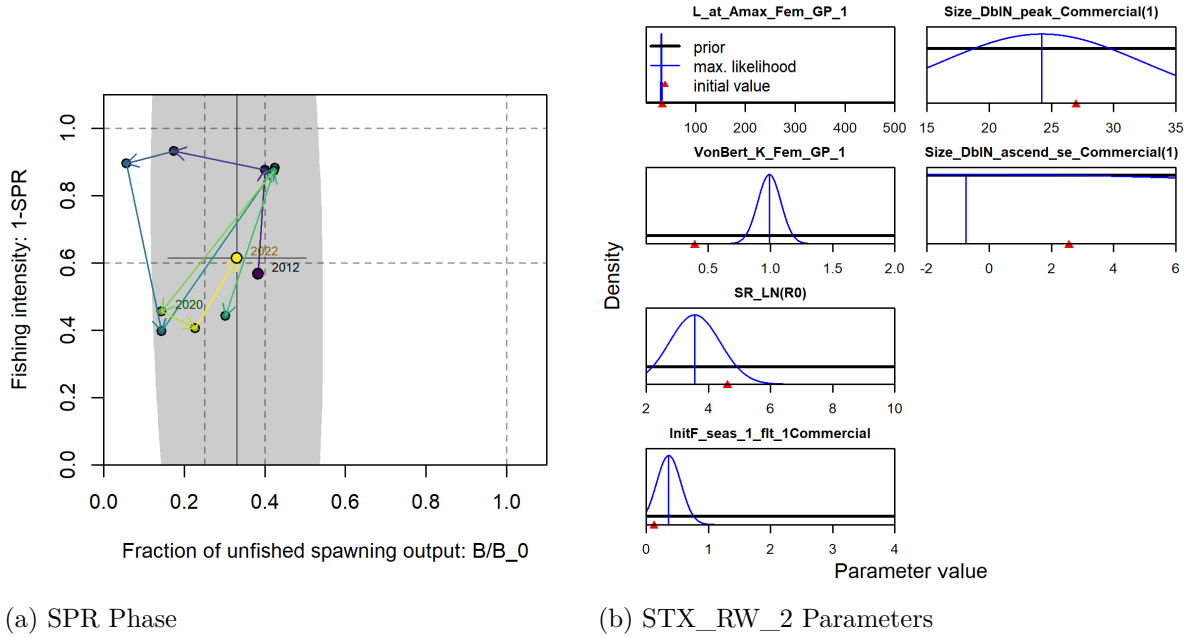 Fishing intensity: 1-SPR
1.0
0.8
0.6
0.4
0.2
0.0
2022
2012
2020
0.0 0.2 0.4 0.6 0.8 1.0
Fraction of unfished spawning output: B/B_0
(a) SPR Phase
Density
L_at_Amax_Fem_GP_1
prior
max. likelihood
initial value
100 200 300 400 500
Size_DblN_peak_Commercial(1)
15 20 25 30 35
VonBert_K_Fem_GP_1
0.5 1.0 1.5 2.0
Size_DblN_ascend_se_Commercial(1)
-2 0 2 4 6
SR_LN(R0)
2 4 6 8 10
InitF_seas_1_flt_1Commercial
0 1 2 3 4
Parameter value
(b) STX_RW_2 Parameters